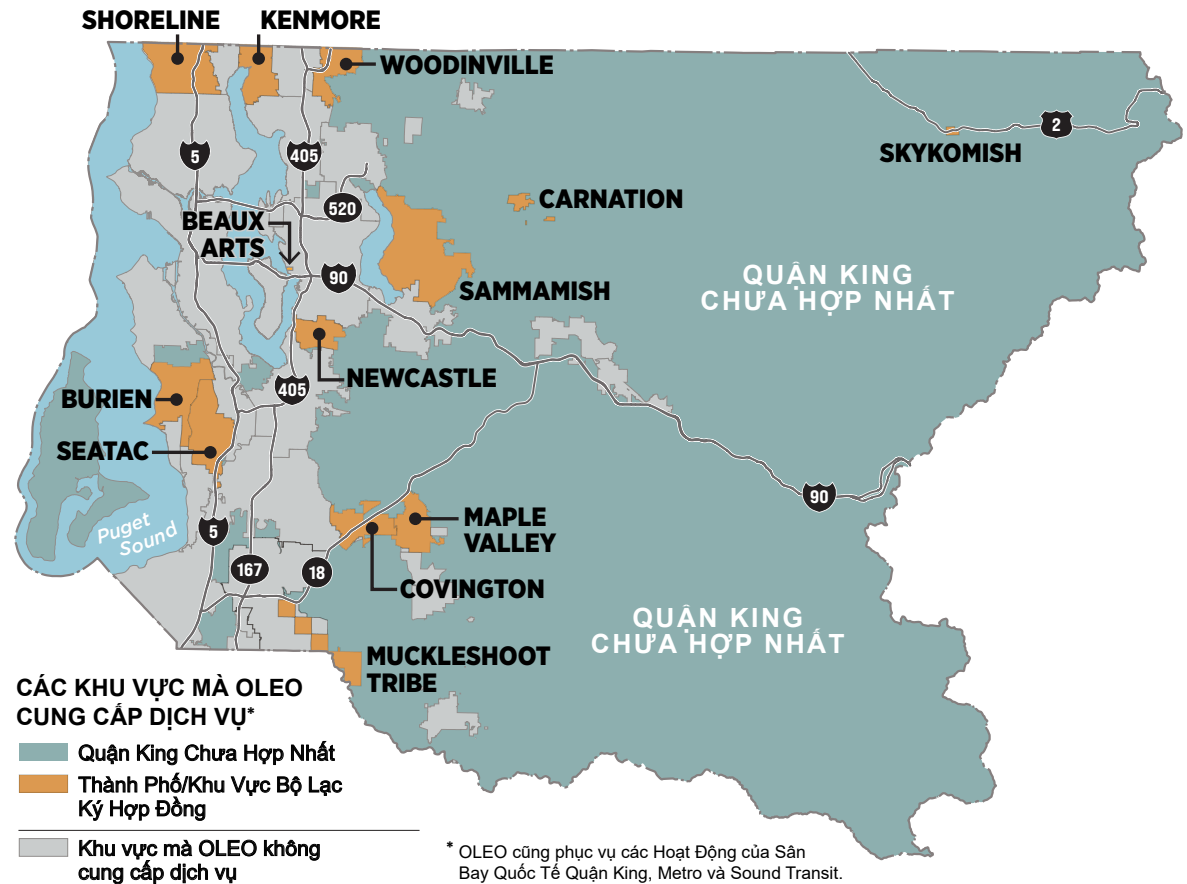 SHORELINE
KENMORE
WOODINVILLE
2
SKYKOMISH
5
405
CARNATION
520
BEAUX
ARTS
90
SAMMAMISH
QUẬN KING
CHƯA HỢP NHẤT
NEWCASTLE
405
BURIEN
SEATAC
90
MAPLE
VALLEY
Puget
Sound
5
167
18
COVINGTON
QUẬN KING
CHƯA HỢP NHẤT
MUCKLESHOOT
TRIBE
CÁC KHU VỰC MÀ OLEO
CUNG CẤP DỊCH VỤ*
Quận King Chưa Hợp Nhất
Thành Phố/Khu Vực Bộ Lạc
Ký Hợp Đồng
Khu vực mà OLEO không
cung cấp dịch vụ
* OLEO cũng phục vụ các Hoạt Động của Sân
Bay Quốc Tế Quận King, Metro và Sound Transit.